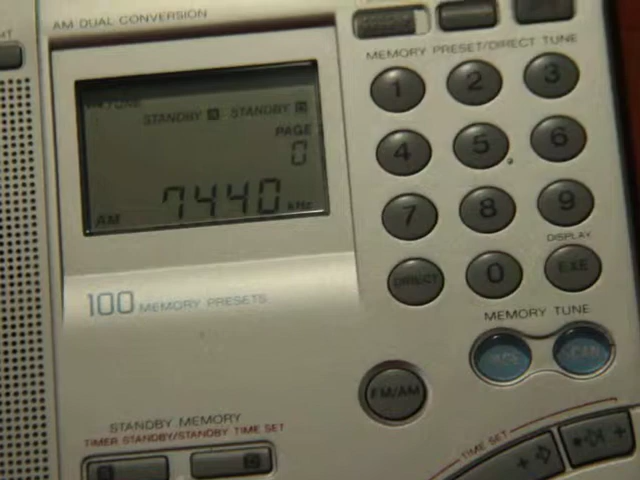 AM DUAL CONVERSION
MEMORY PRESET/DIRECT TUNE
STANDBY STANDBY
PAGE
0
AM 7440 kHz
1 2 3
4 5 6
7 8 9
DISPLAY
DIRECT 0 EXE
100 MEMORY PRESETS
MEMORY TUNE
FM/AM
STANDBY MEMORY
TIMER STANDBY/STANDBY TIME SET
TIME SET
+
+